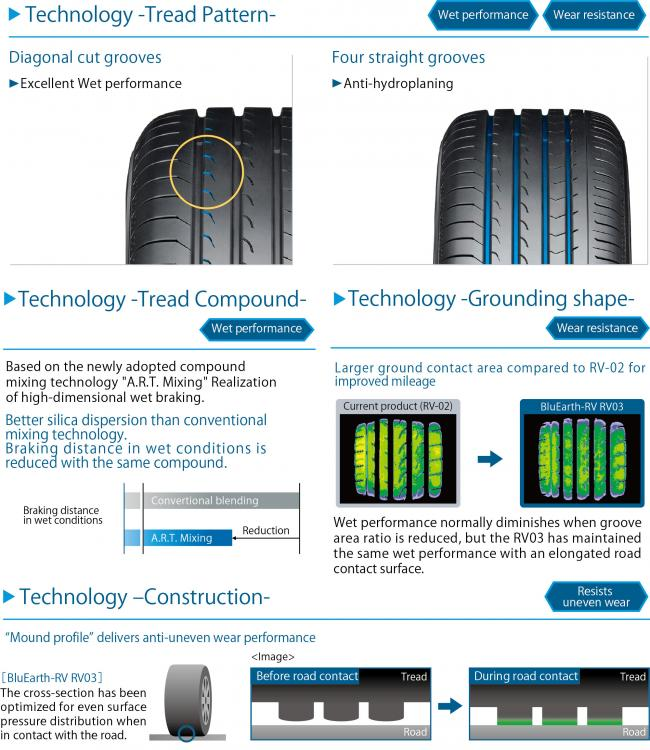 Technology -Tread Pattern-
Wet performance
Wear resistance
Diagonal cut grooves
Excellent Wet performance
Four straight grooves
Anti-hydroplaning
Technology -Tread Compound-
Wet performance
Based on the newly adopted compound
mixing technology "A.R.T. Mixing" Realization
of high-dimensional wet braking.
Better silica dispersion than conventional
mixing technology.
Braking distance in wet conditions is
reduced with the same compound.
Braking distance
in wet conditions
Convertional blending
A.R.T. Mixing
Reduction
Technology -Grounding shape-
Wear resistance
Larger ground contact area compared to RV-02 for
improved mileage
Current product (RV-02)
BluEarth-RV RV03
Wet performance normally diminishes when groove
area ratio is reduced, but the RV03 has maintained
the same wet performance with an elongated road
contact surface.
Technology –Construction-
Resists
uneven wear
“Mound profile” delivers anti-uneven wear performance
[BluEarth-RV RV03]
The cross-section has been
optimized for even surface
pressure distribution when
in contact with the road.
<Image>
Before road contact
Tread
Road
During road contact
Tread
Road